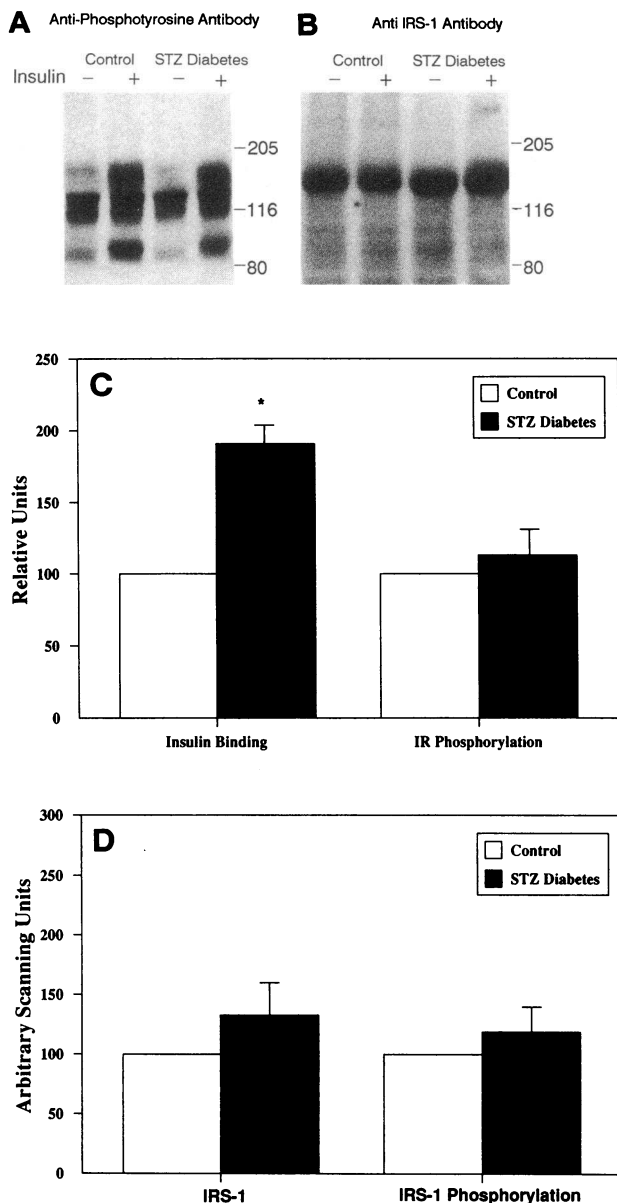 A
Anti-Phosphotyrosine Antibody
Control STZ Diabetes
Insulin − + − +
205
116
80
B
Anti IRS-1 Antibody
Control STZ Diabetes
− + − +
205
116
80
C
Control
STZ Diabetes
*
Relative Units
250
200
150
100
50
0
Insulin Binding IR Phosphorylation
D
Control
STZ Diabetes
Arbitrary Scanning Units
300
250
200
150
100
50
0
IRS-1 IRS-1 Phosphorylation